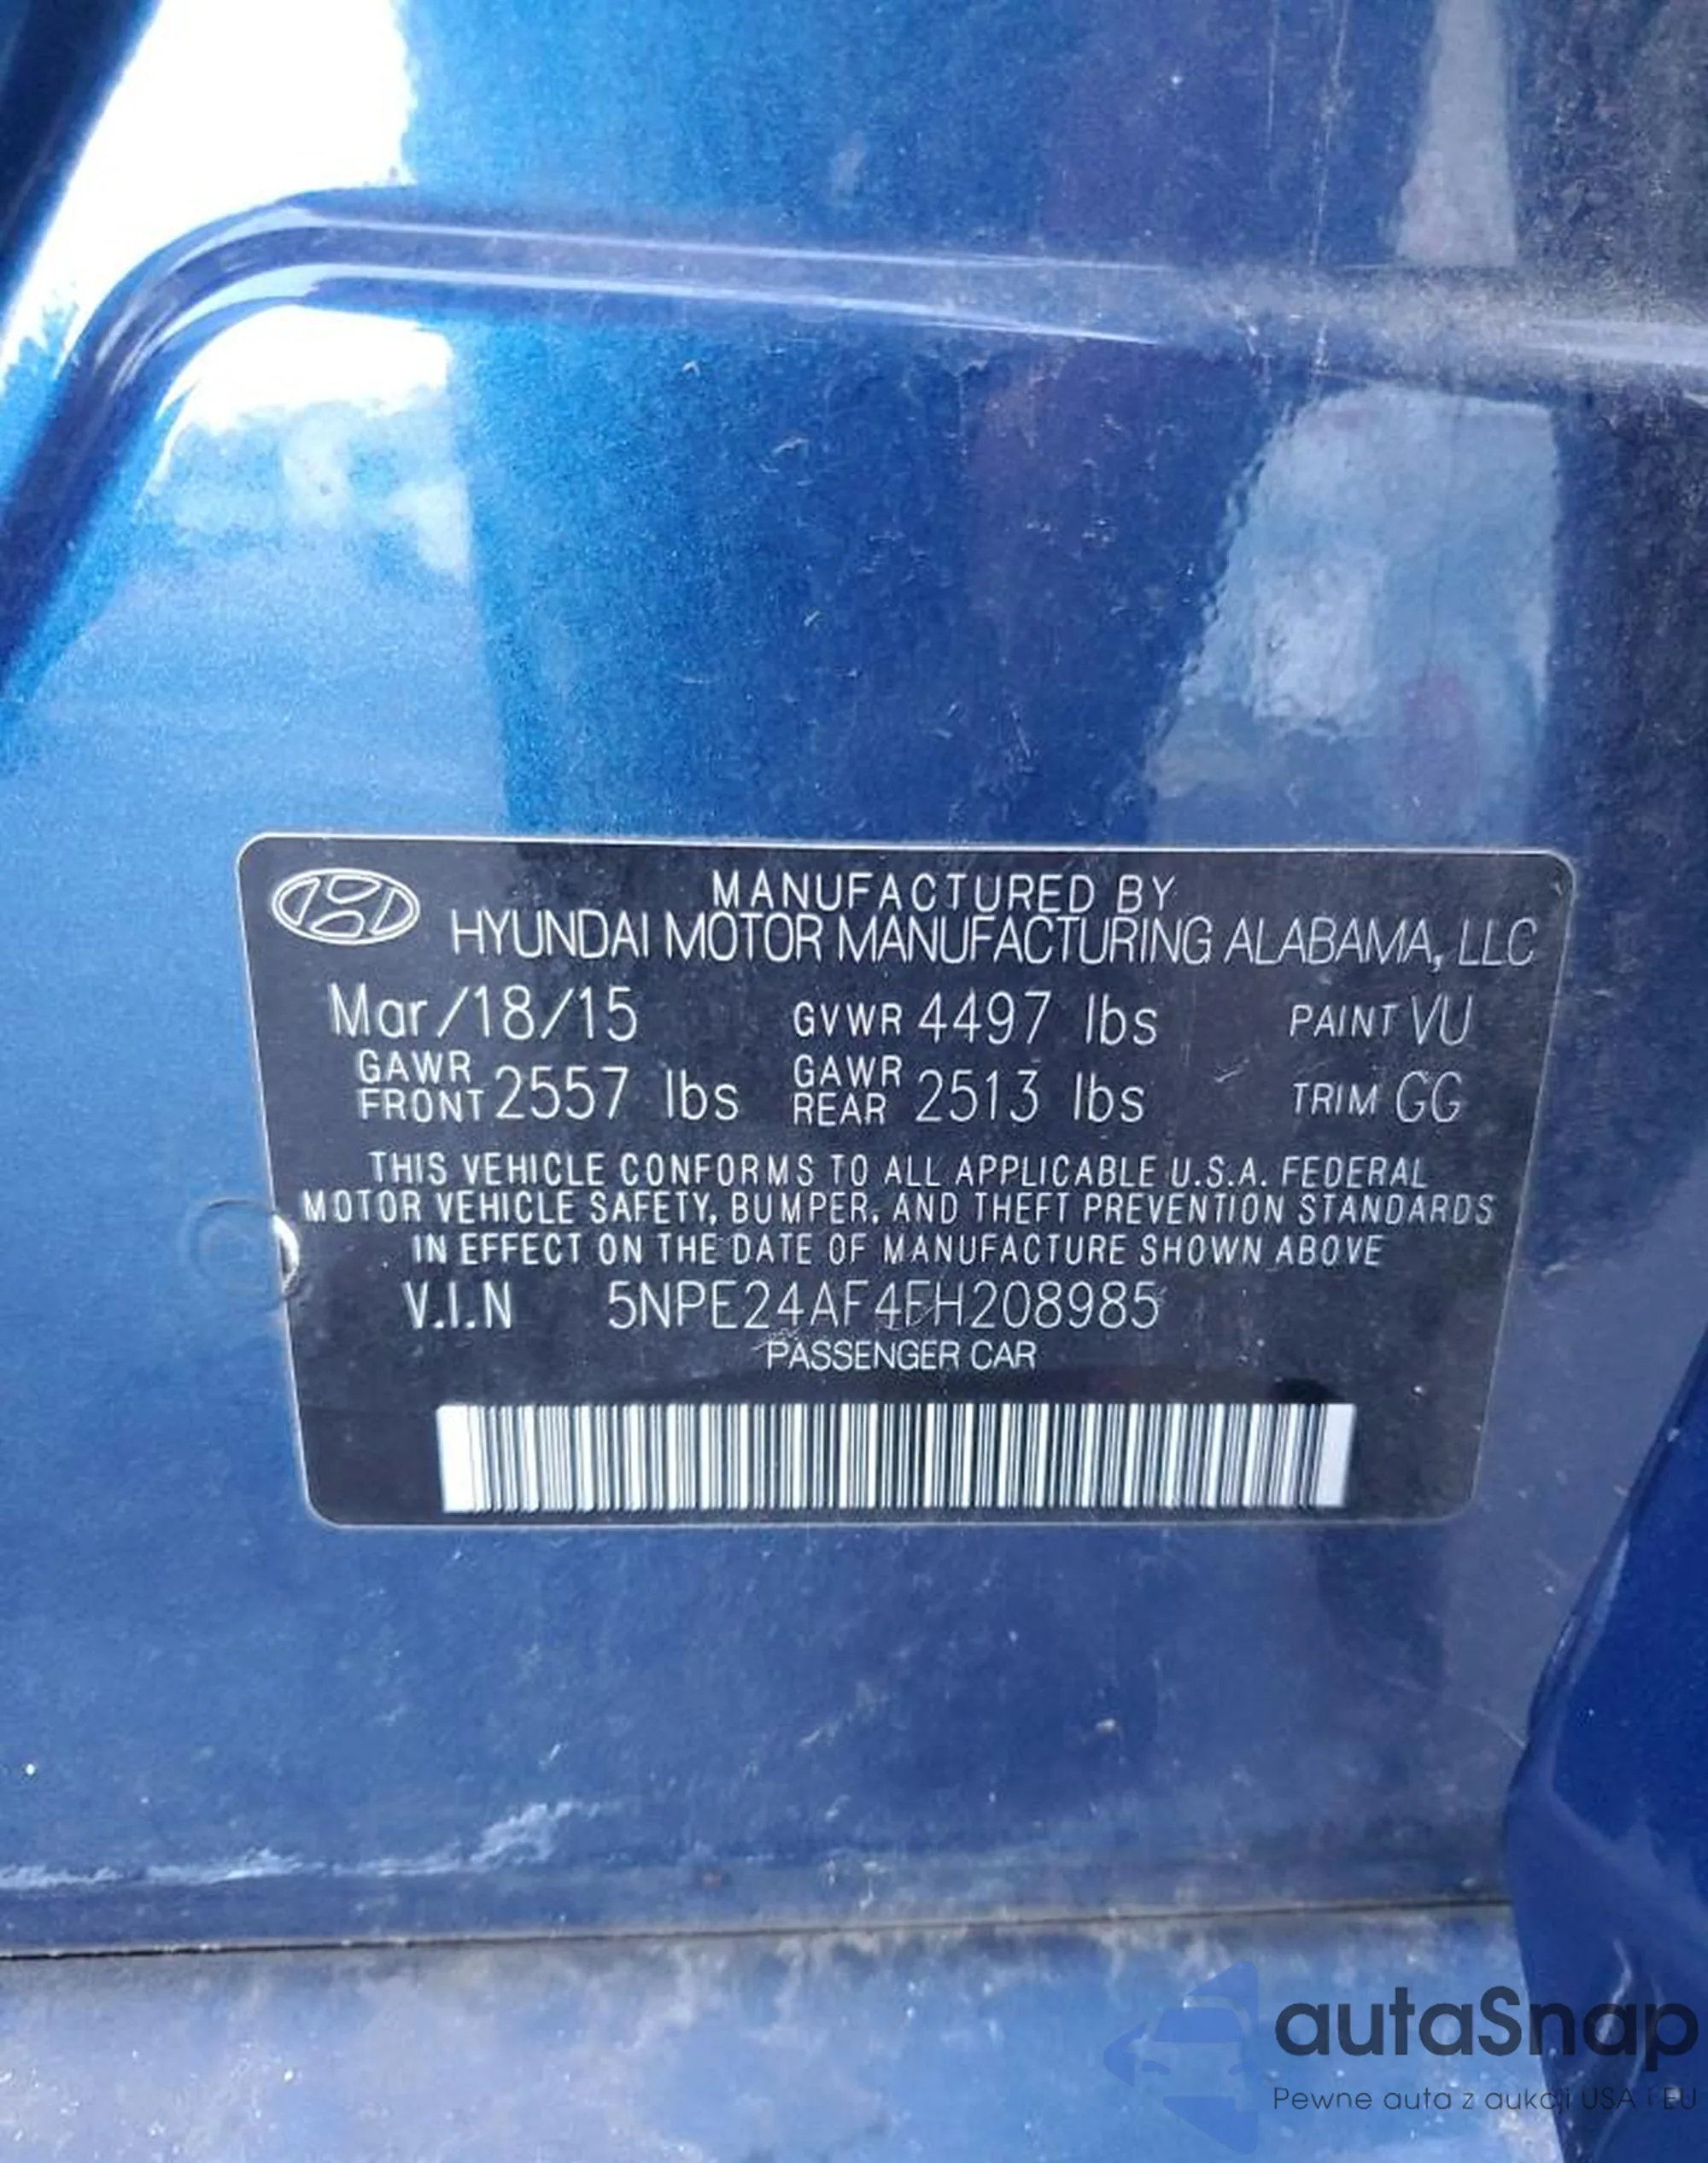 MANUFACTURED BY
HYUNDAI MOTOR MANUFACTURING ALABAMA, LLC
Mar/18/15 GVWR 4497 lbs PAINT VU
GAWR FRONT 2557 lbs GAWR REAR 2513 lbs TRIM GG
THIS VEHICLE CONFORMS TO ALL APPLICABLE U.S.A. FEDERAL
MOTOR VEHICLE SAFETY, BUMPER, AND THEFT PREVENTION STANDARDS
IN EFFECT ON THE DATE OF MANUFACTURE SHOWN ABOVE
V.I.N 5NPE24AF4FH208985
PASSENGER CAR
autaSnap
Pewne auta z aukcji USA i EU